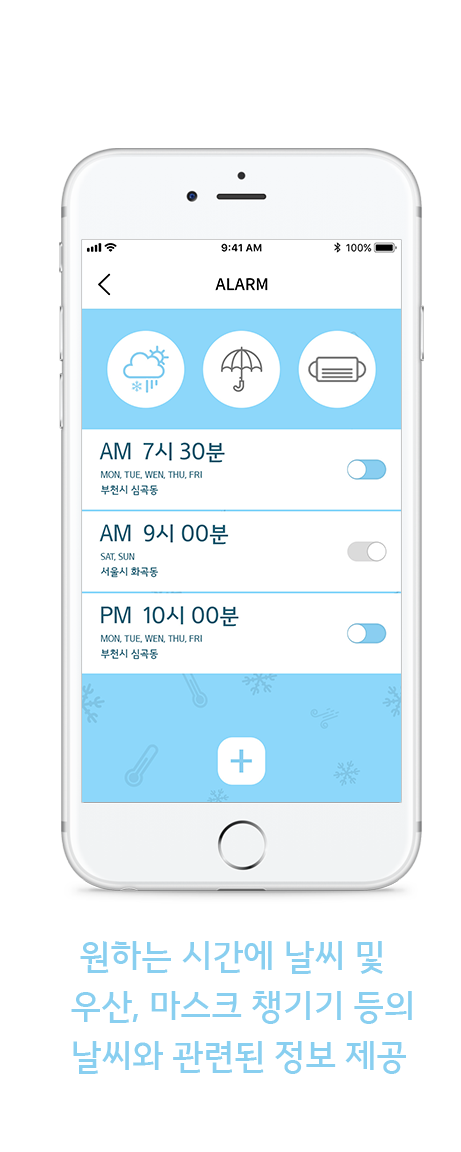 9:41 AM 100%
ALARM
AM 7시 30분
MON, TUE, WEN, THU, FRI
부천시 심곡동
AM 9시 00분
SAT, SUN
서울시 화곡동
PM 10시 00분
MON, TUE, WEN, THU, FRI
부천시 심곡동
원하는 시간에 날씨 및
우산, 마스크 챙기기 등의
날씨와 관련된 정보 제공